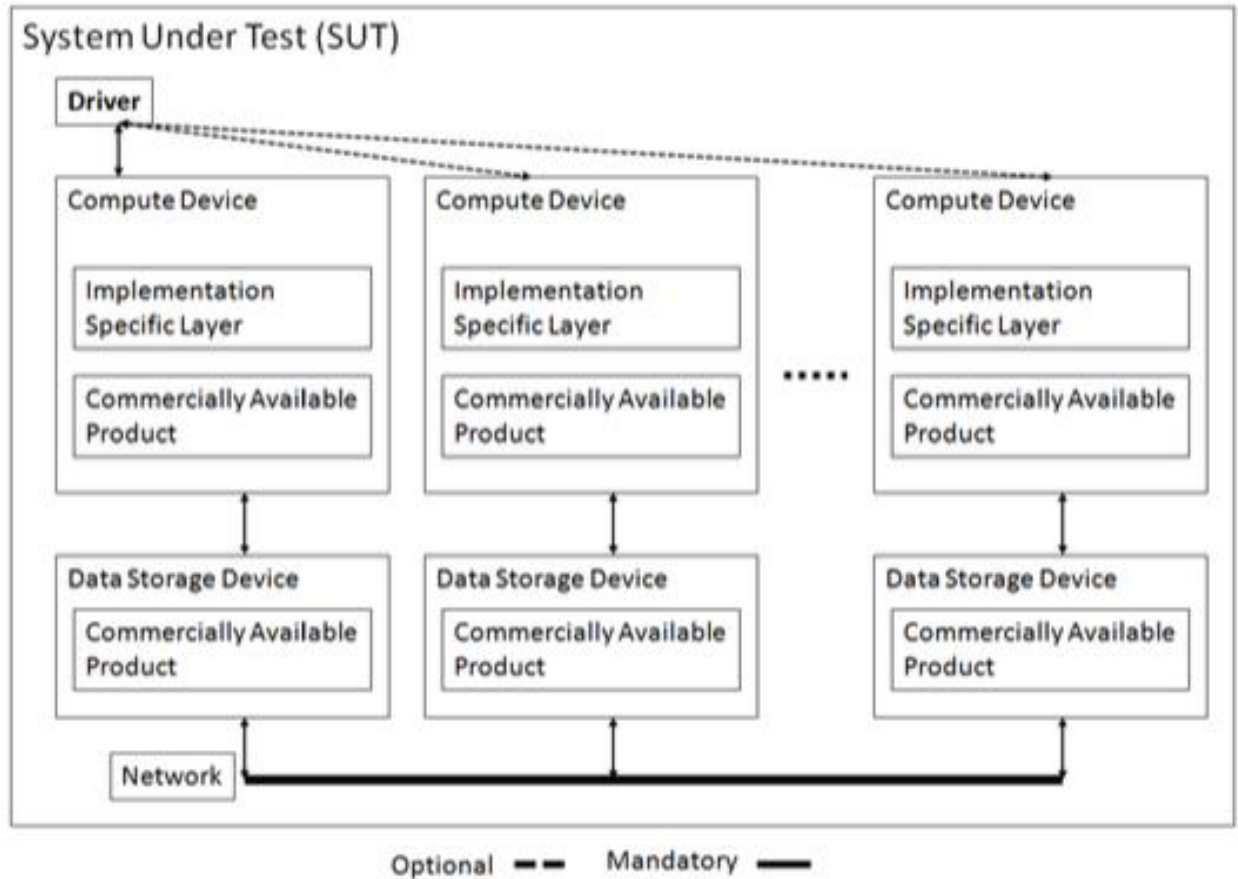 System Under Test (SUT)
Driver
Compute Device
Implementation
Specific Layer
Commercially Available
Product
Compute Device
Implementation
Specific Layer
Commercially Available
Product
.....
Compute Device
Implementation
Specific Layer
Commercially Available
Product
Data Storage Device
Commercially Available
Product
Data Storage Device
Commercially Available
Product
Data Storage Device
Commercially Available
Product
Network
Optional
Mandatory